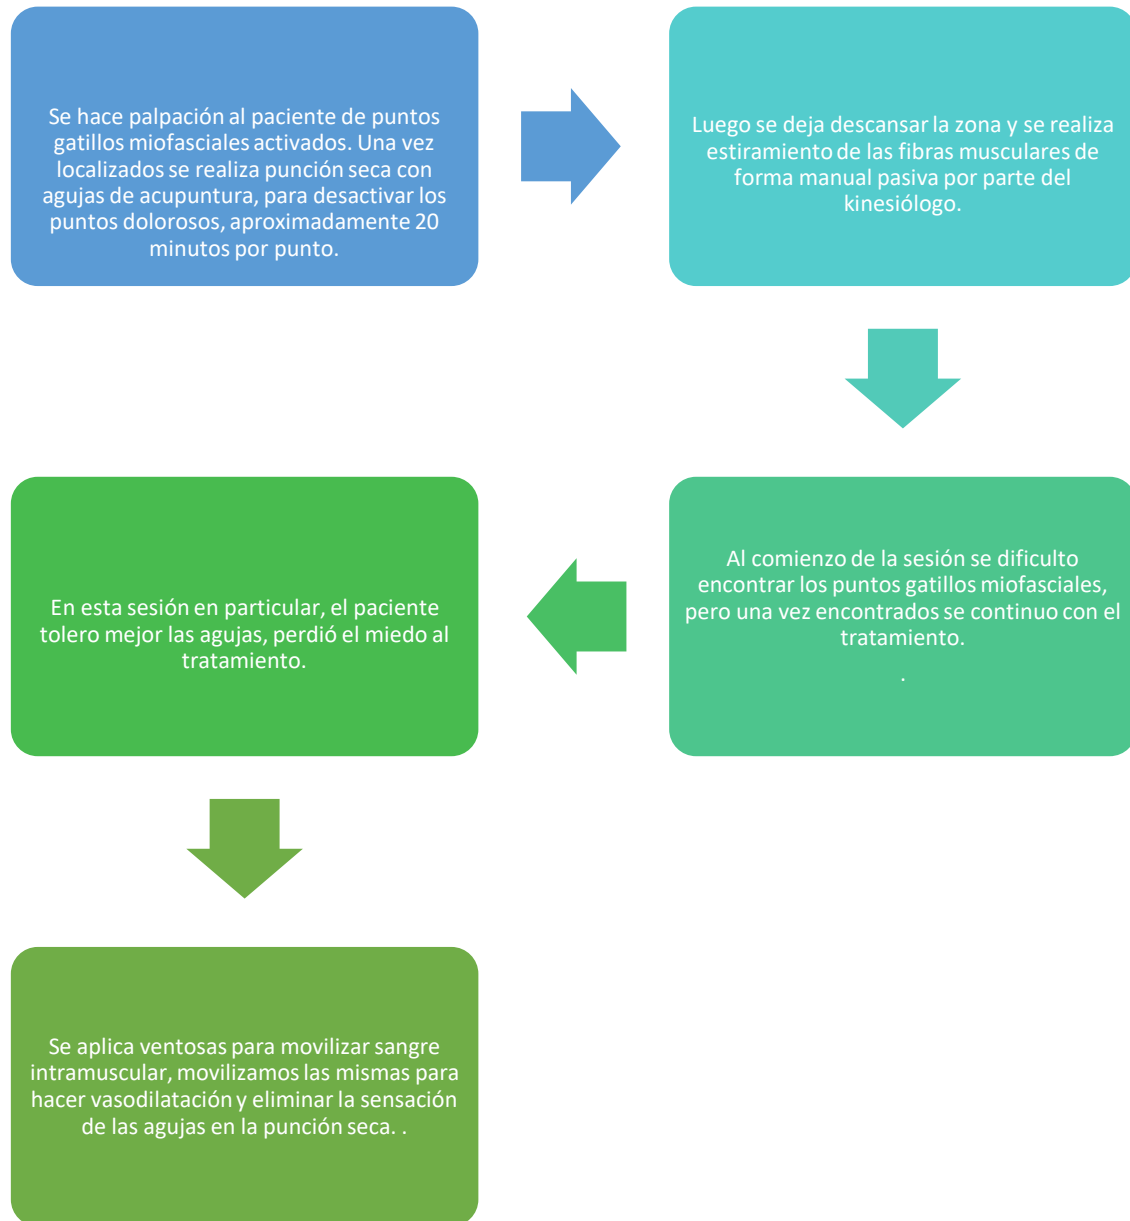 Se hace palpación al paciente de puntos
gatillos miofasciales activados. Una vez
localizados se realiza punción seca con
agujas de acupuntura, para desactivar los
puntos dolorosos, aproximadamente 20
minutos por punto.
Luego se deja descansar la zona y se realiza
estiramiento de las fibras musculares de
forma manual pasiva por parte del
kinesiólogo.
Al comienzo de la sesión se dificulto
encontrar los puntos gatillos miofasciales,
pero una vez encontrados se continuo con el
tratamiento.
.
En esta sesión en particular, el paciente
tolero mejor las agujas, perdió el miedo al
tratamiento.
Se aplica ventosas para movilizar sangre
intramuscular, movilizamos las mismas para
hacer vasodilatación y eliminar la sensación
de las agujas en la punción seca. .